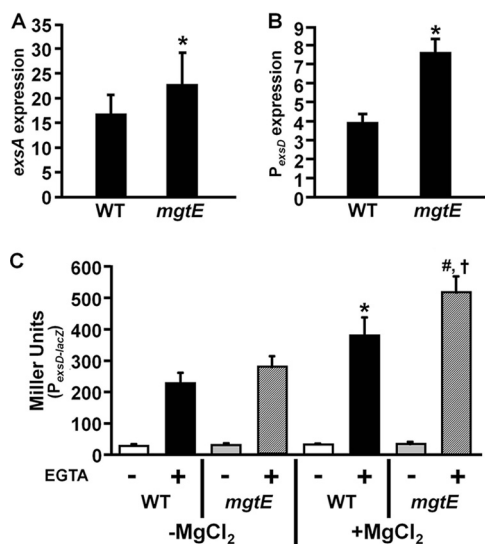 A
exsA expression
35
30
25
20
15
10
5
0
*
WT mgtE
B
PexsD expression
9
8
7
6
5
4
3
2
1
0
*
WT mgtE
C
Miller Units
(PexsD-lacZ)
600
500
400
300
200
100
0
*
#, †
EGTA - + - + - + - +
WT mgtE WT mgtE
-MgCl2 +MgCl2